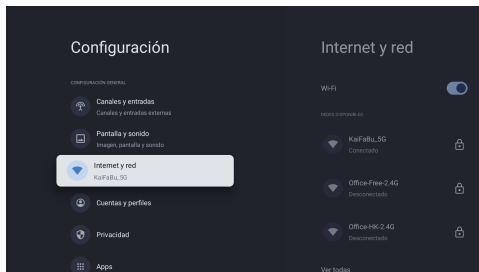 Configuración
CONFIGURACIÓN GENERAL
Canales y entradas
Canales y entradas externas
Pantalla y sonido
Imagen, pantalla y sonido
Internet y red
KaiFaBu_5G
Cuentas y perfiles
Privacidad
Apps
Internet y red
Wi-Fi
REDES DISPONIBLES
KaiFaBu_5G
Conectado
Office-Free-2.4G
Desconectado
Office-HK-2.4G
Desconectado
Ver todas